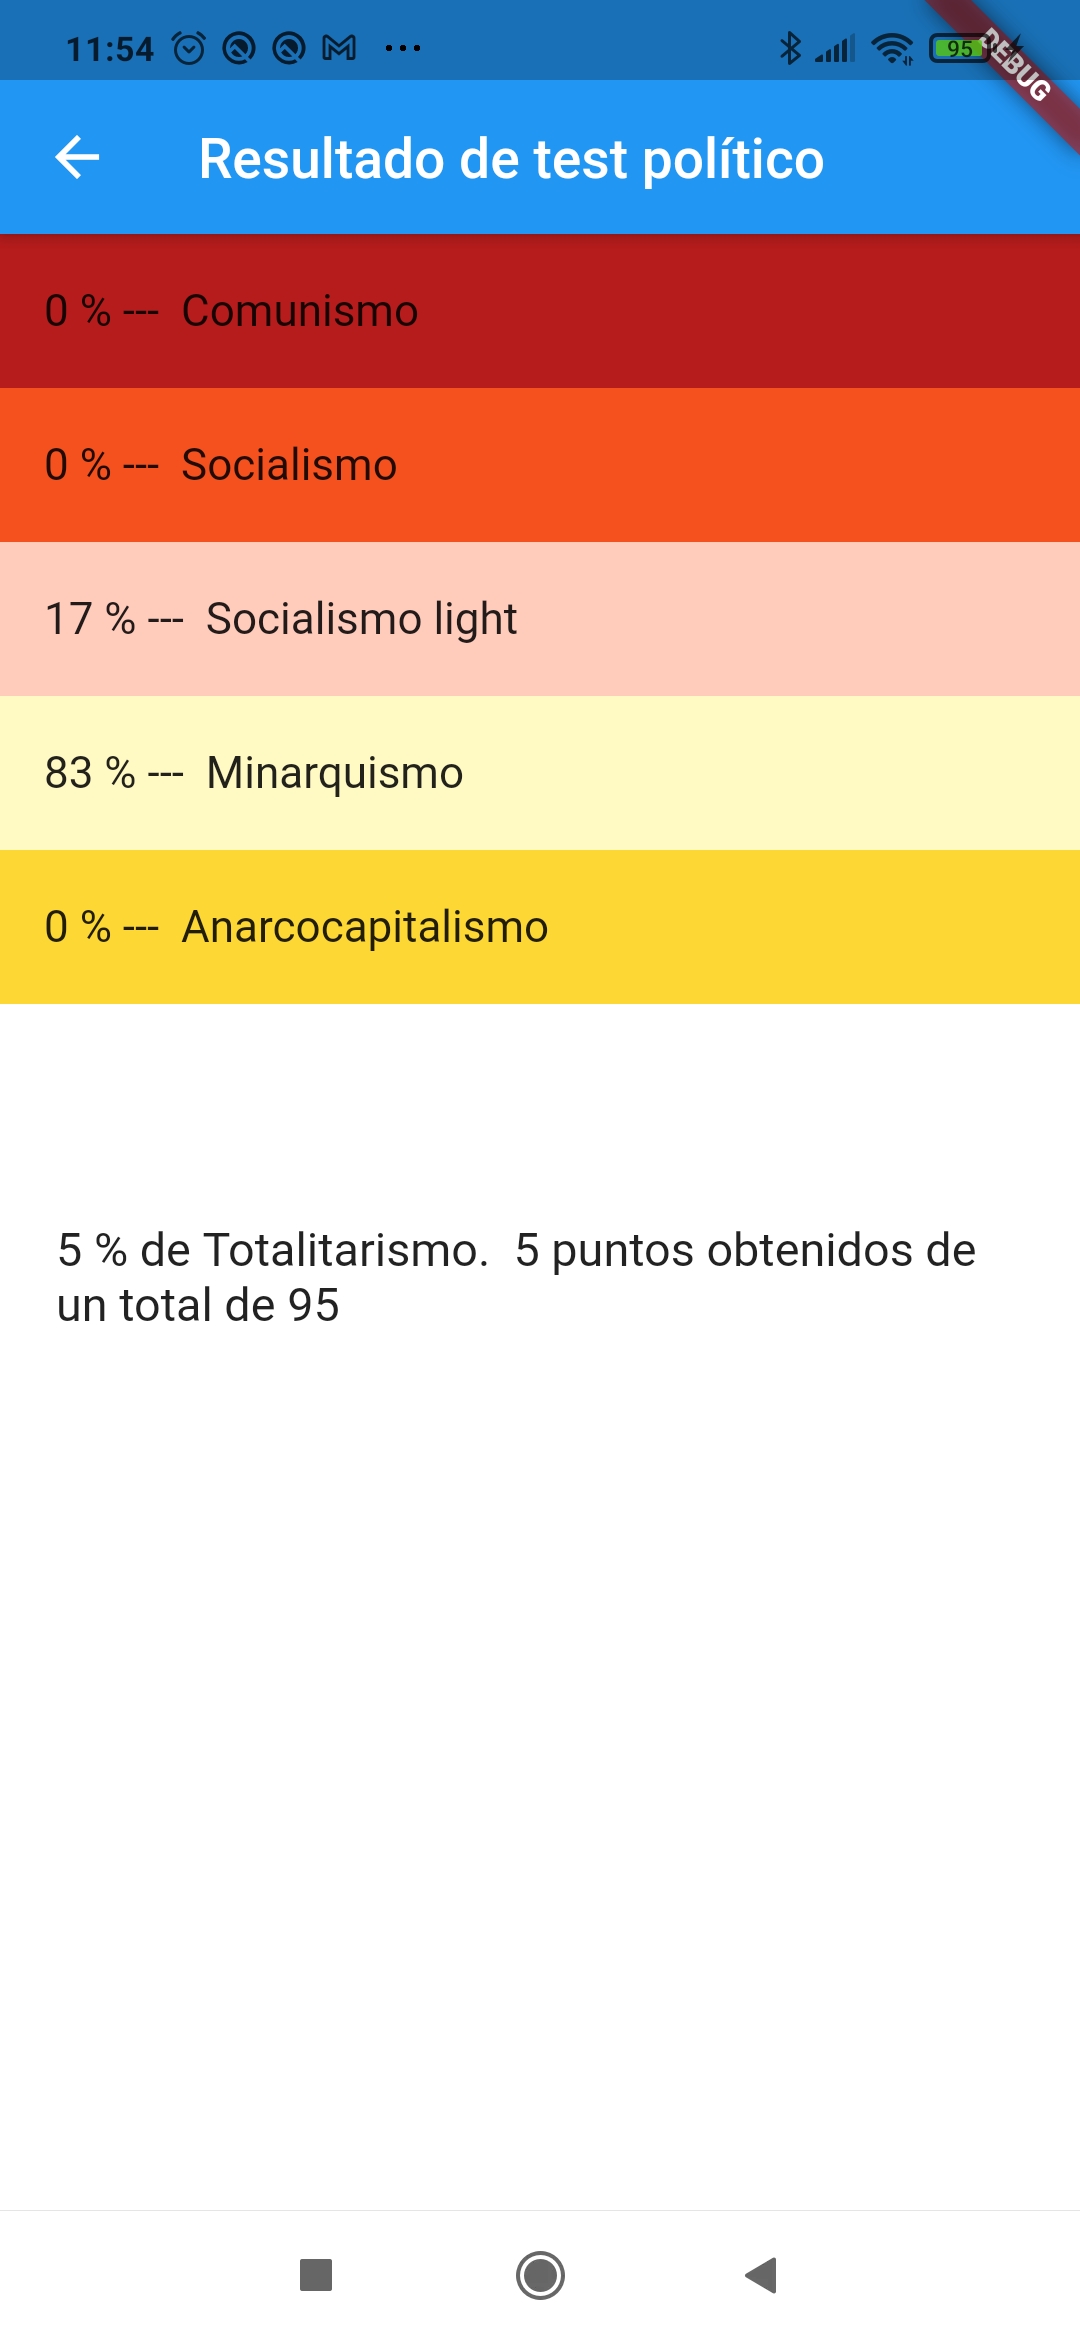 11:54
95
DEBUG
Resultado de test político
0 % --- Comunismo
0 % --- Socialismo
17 % --- Socialismo light
83 % --- Minarquismo
0 % --- Anarcocapitalismo
5 % de Totalitarismo.  5 puntos obtenidos de
un total de 95